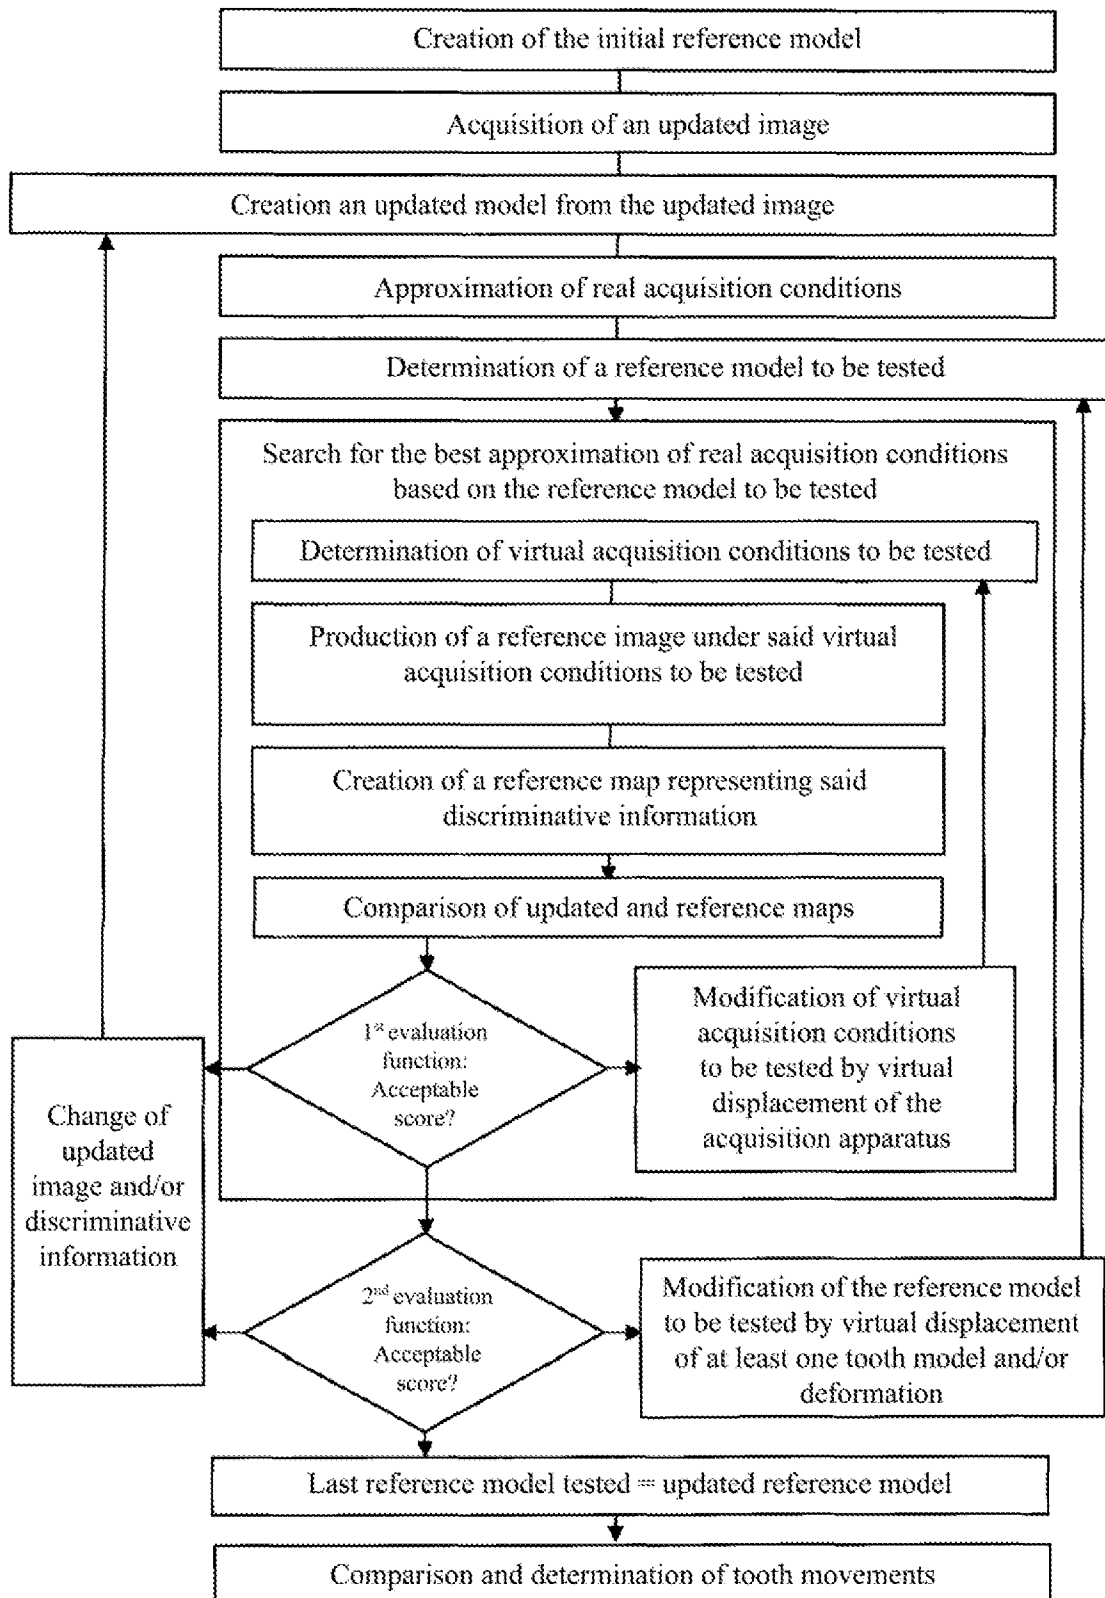 Creation of the initial reference model
Acquisition of an updated image
Creation an updated model from the updated image
Approximation of real acquisition conditions
Determination of a reference model to be tested
Search for the best approximation of real acquisition conditions
based on the reference model to be tested
Determination of virtual acquisition conditions to be tested
Production of a reference image under said virtual
acquisition conditions to be tested
Creation of a reference map representing said
discriminative information
Comparison of updated and reference maps
1st evaluation
function:
Acceptable
score?
Modification of virtual
acquisition conditions
to be tested by virtual
displacement of the
acquisition apparatus
Change of
updated
image and/or
discriminative
information
2nd evaluation
function:
Acceptable
score?
Modification of the reference model
to be tested by virtual displacement
of at least one tooth model and/or
deformation
Last reference model tested = updated reference model
Comparison and determination of tooth movements